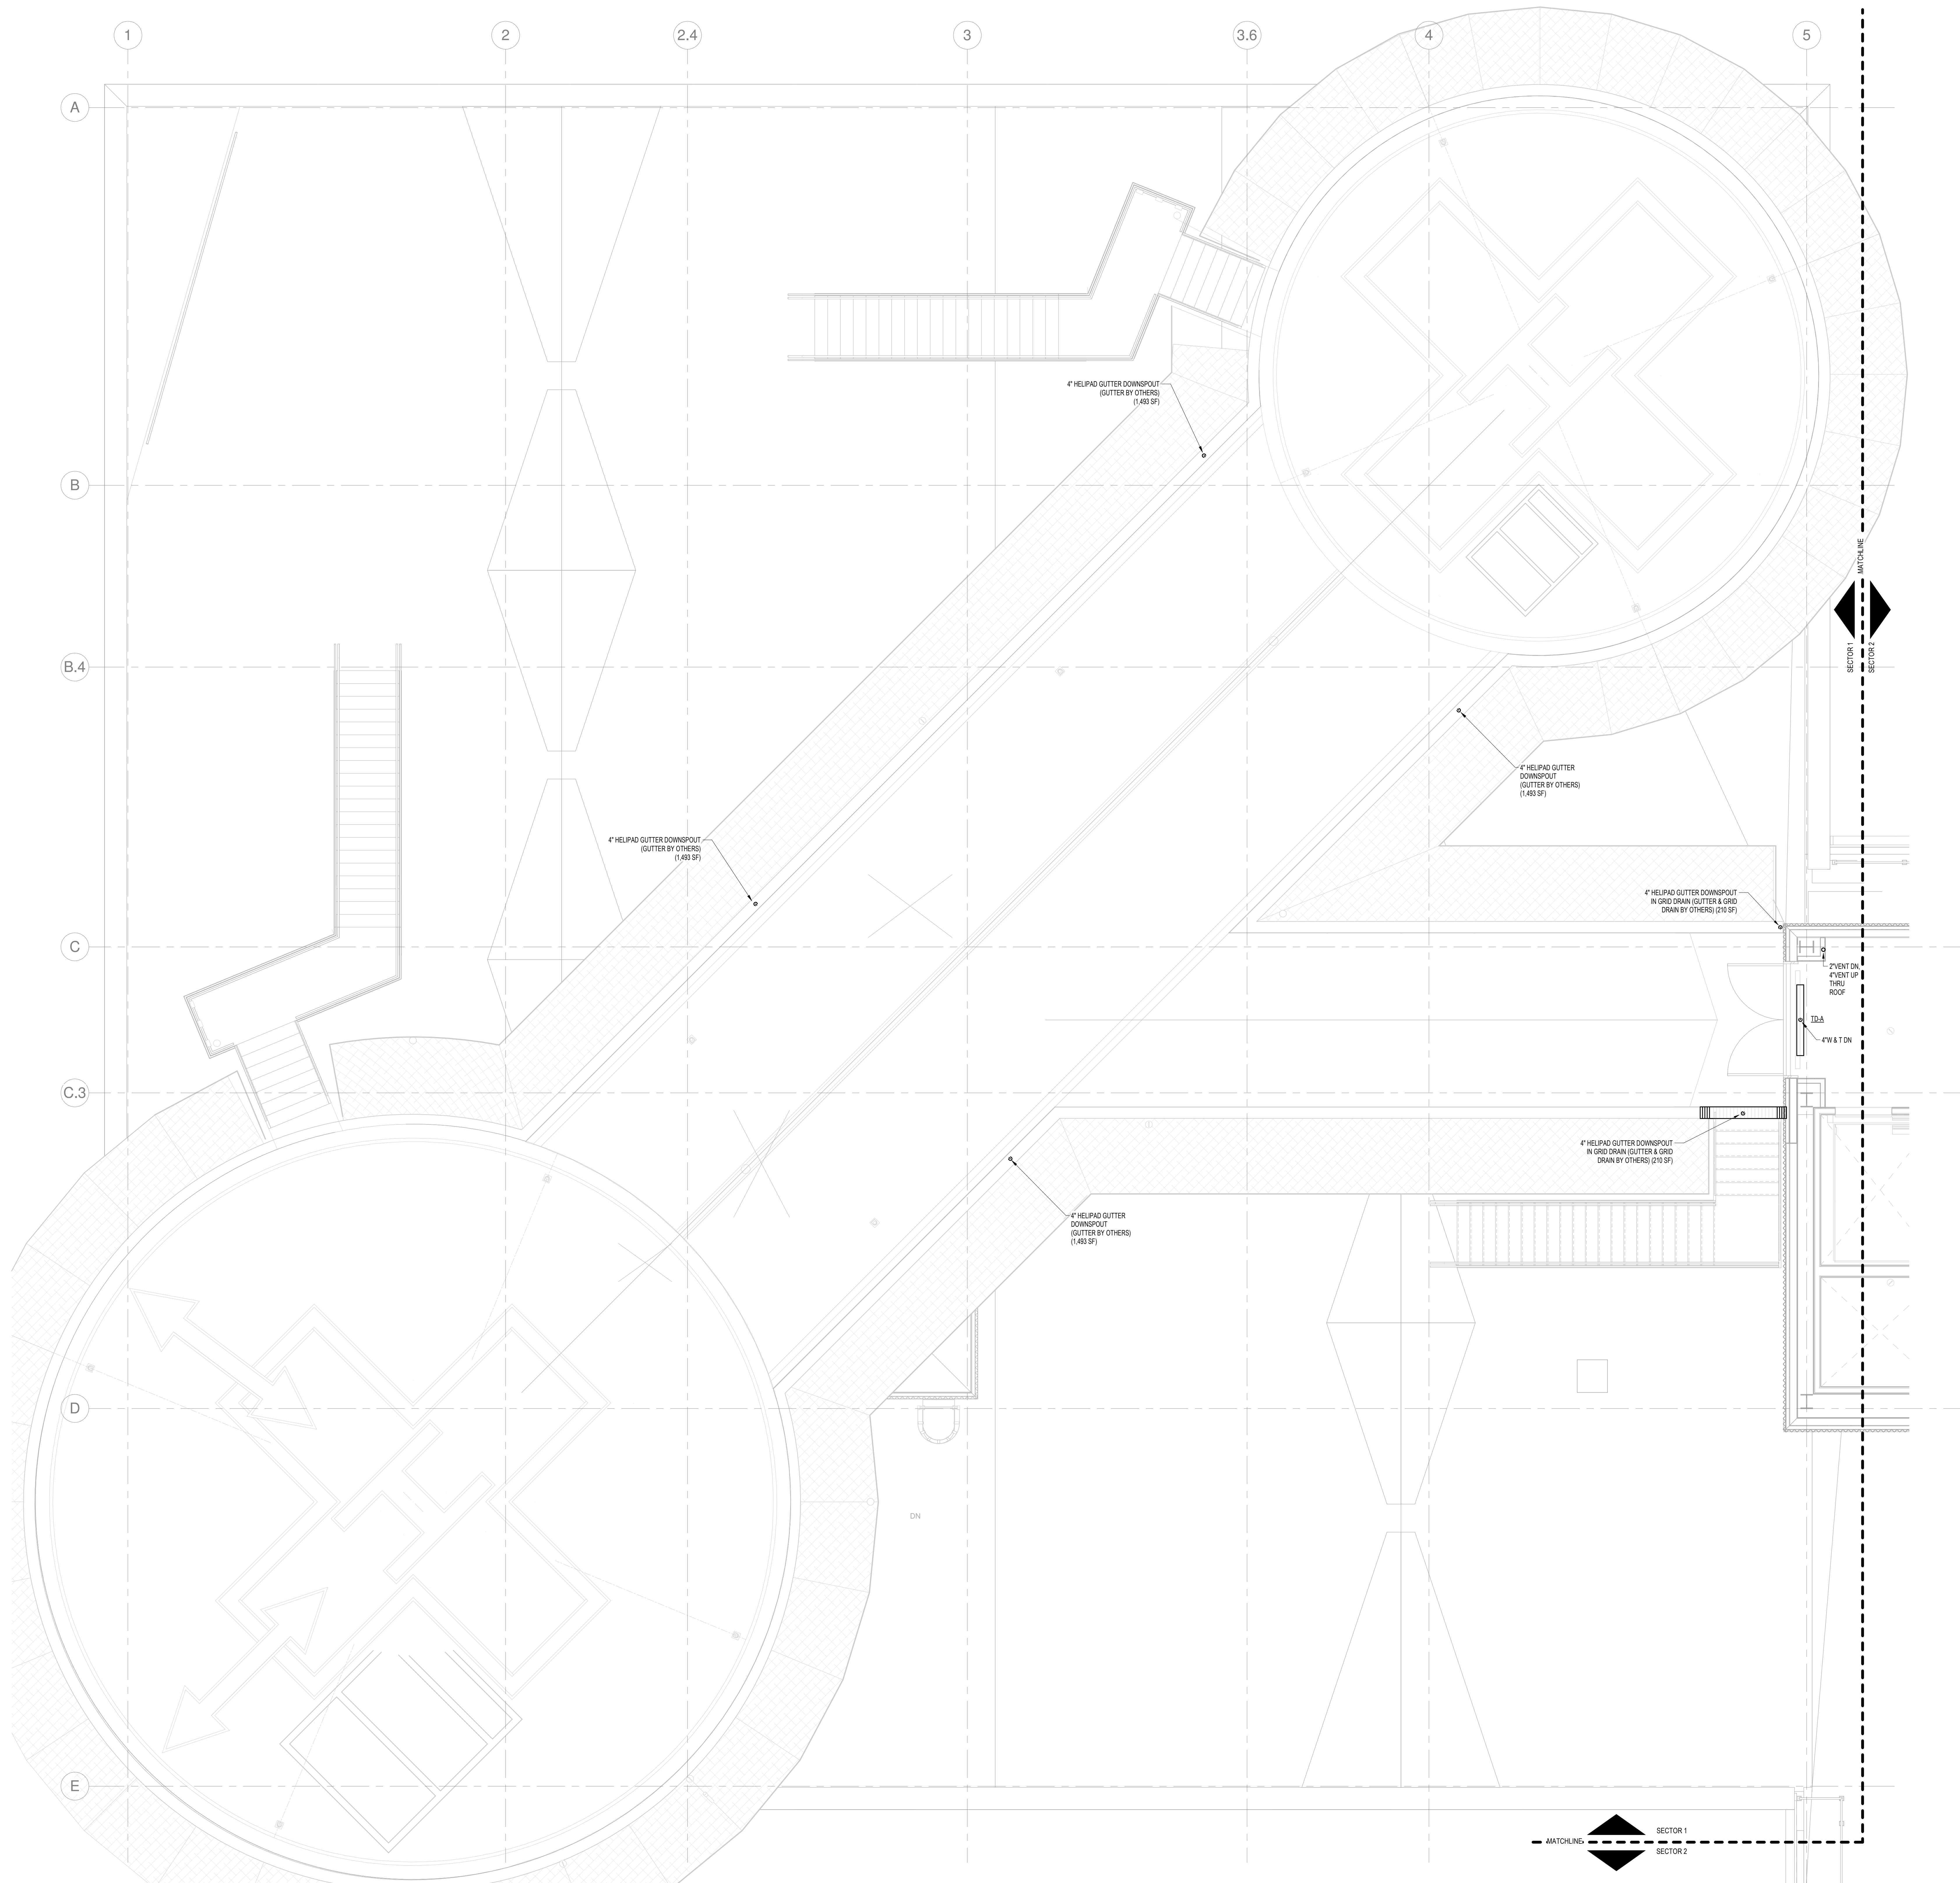 1
2
2.4
3
3.6
4
5
A
B
B.4
C
C.3
D
E
4" HELIPAD GUTTER DOWNSPOUT
(GUTTER BY OTHERS)
(1,493 SF)
MATCHLINE
SECTOR 1
SECTOR 2
4" HELIPAD GUTTER
DOWNSPOUT
(GUTTER BY OTHERS)
(1,493 SF)
4" HELIPAD GUTTER DOWNSPOUT
(GUTTER BY OTHERS)
(1,493 SF)
4" HELIPAD GUTTER DOWNSPOUT
IN GRID DRAIN (GUTTER & GRID
DRAIN BY OTHERS) (210 SF)
2"VENT DN,
4"VENT UP
THRU
ROOF
TD-A
4"W & T DN
4" HELIPAD GUTTER DOWNSPOUT
IN GRID DRAIN (GUTTER & GRID
DRAIN BY OTHERS) (210 SF)
4" HELIPAD GUTTER
DOWNSPOUT
(GUTTER BY OTHERS)
(1,493 SF)
DN
SECTOR 1
MATCHLINE
SECTOR 2